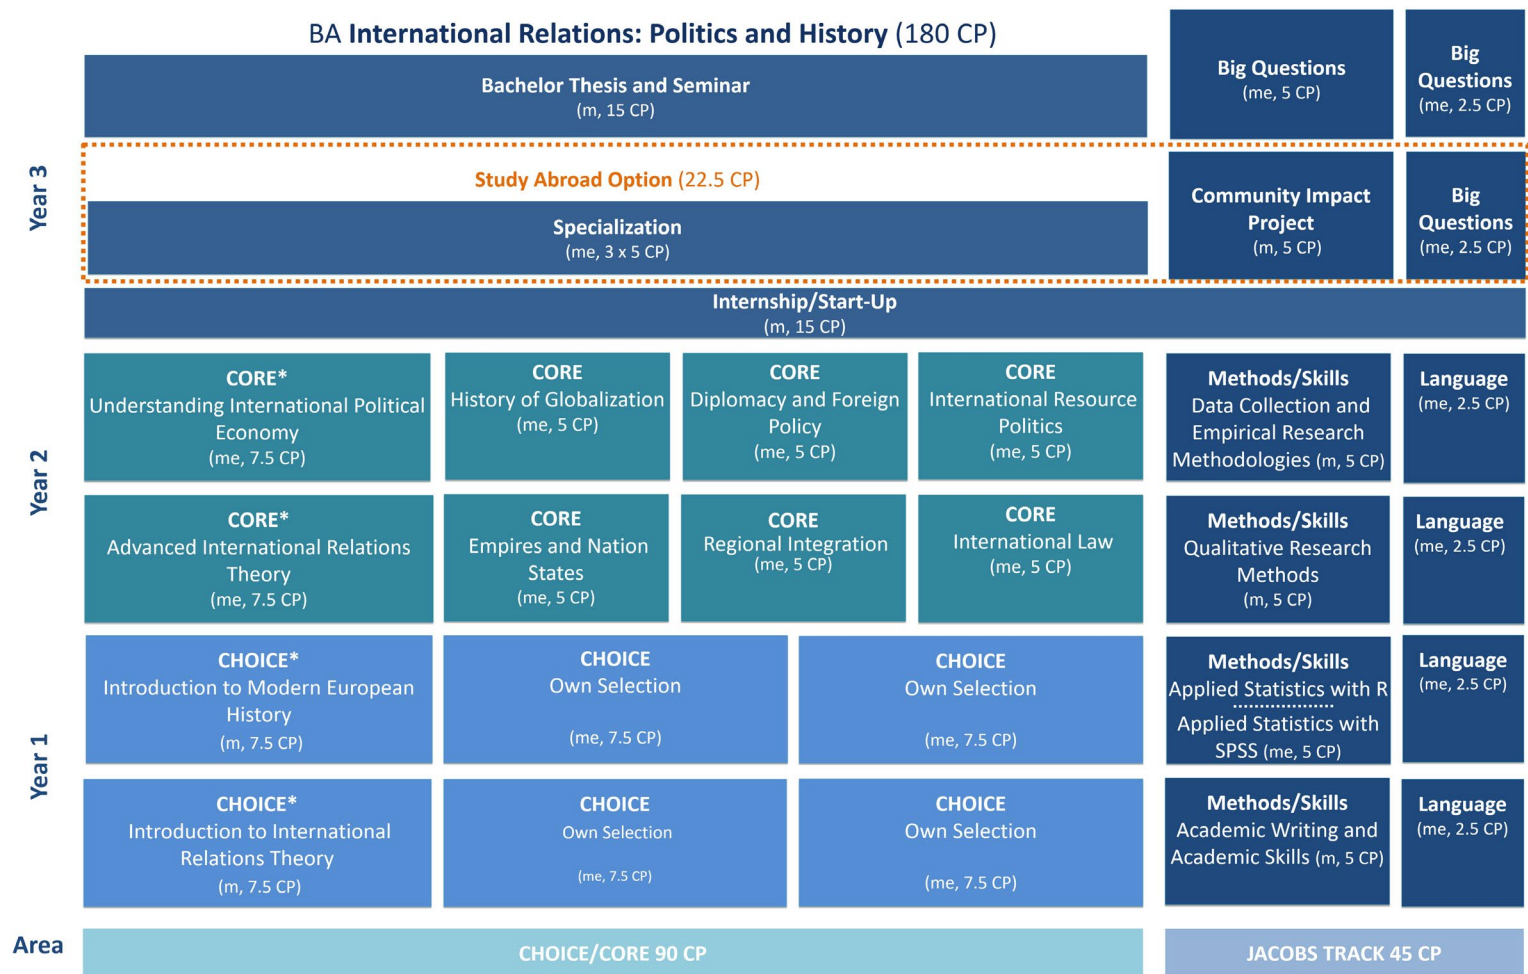 BA International Relations: Politics and History (180 CP)
Bachelor Thesis and Seminar
(m, 15 CP)
Big Questions
(me, 5 CP)
Big
Questions
(me, 2.5 CP)
Year 3
Study Abroad Option (22.5 CP)
Specialization
(me, 3 x 5 CP)
Community Impact
Project
(m, 5 CP)
Big
Questions
(me, 2.5 CP)
Internship/Start-Up
(m, 15 CP)
Year 2
CORE*
Understanding International Political
Economy
(me, 7.5 CP)
CORE
History of Globalization
(me, 5 CP)
CORE
Diplomacy and Foreign
Policy
(me, 5 CP)
CORE
International Resource
Politics
(me, 5 CP)
Methods/Skills
Data Collection and
Empirical Research
Methodologies (m, 5 CP)
Language
(me, 2.5 CP)
CORE*
Advanced International Relations
Theory
(me, 7.5 CP)
CORE
Empires and Nation
States
(me, 5 CP)
CORE
Regional Integration
(me, 5 CP)
CORE
International Law
(me, 5 CP)
Methods/Skills
Qualitative Research
Methods
(m, 5 CP)
Language
(me, 2.5 CP)
Year 1
CHOICE*
Introduction to Modern European
History
(m, 7.5 CP)
CHOICE
Own Selection
(me, 7.5 CP)
CHOICE
Own Selection
(me, 7.5 CP)
Methods/Skills
Applied Statistics with R
Applied Statistics with
SPSS (me, 5 CP)
Language
(me, 2.5 CP)
CHOICE*
Introduction to International
Relations Theory
(m, 7.5 CP)
CHOICE
Own Selection
(me, 7.5 CP)
CHOICE
Own Selection
(me, 7.5 CP)
Methods/Skills
Academic Writing and
Academic Skills (m, 5 CP)
Language
(me, 2.5 CP)
Area
CHOICE/CORE 90 CP
JACOBS TRACK 45 CP